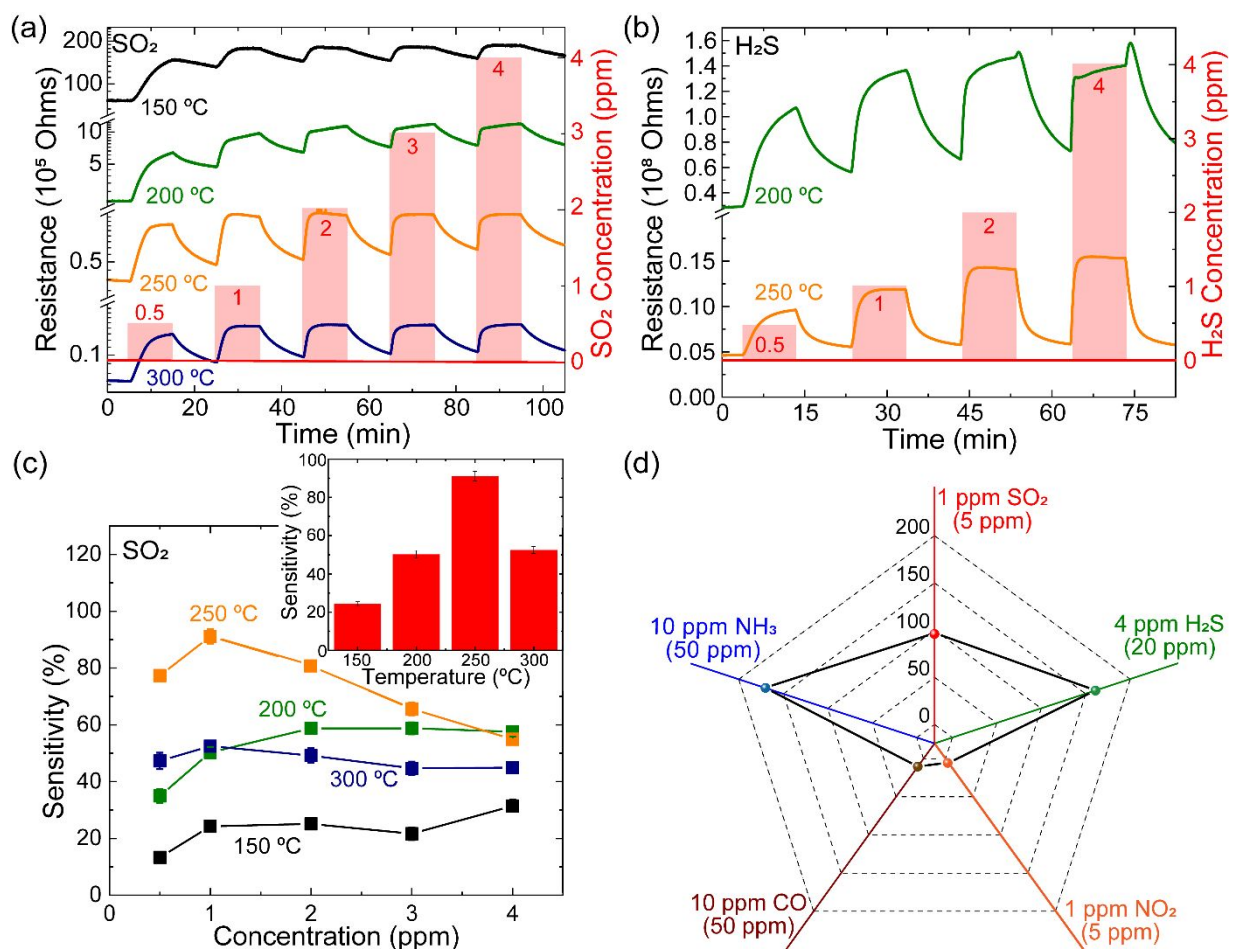 (a)
SO₂
Resistance (10⁵ Ohms)
200
100
10
5
0.5
0.1
150 ºC
200 ºC
250 ºC
300 ºC
0.5
1
2
3
4
SO₂ Concentration (ppm)
4
3
2
1
0
0 20 40 60 80 100
Time (min)
(b)
H₂S
Resistance (10⁸ Ohms)
1.6
1.4
1.2
1.0
0.8
0.6
0.4
0.15
0.10
0.05
0.00
200 ºC
250 ºC
0.5
1
2
4
H₂S Concentration (ppm)
4
3
2
1
0
0 15 30 45 60 75
Time (min)
(c)
SO₂
Sensitivity (%)
120
100
80
60
40
20
0
250 ºC
200 ºC
300 ºC
150 ºC
0 1 2 3 4
Concentration (ppm)
Sensitivity (%)
100
90
80
70
60
50
40
30
20
10
0
150 200 250 300
Temperature (ºC)
(d)
1 ppm SO₂
(5 ppm)
200
150
100
50
0
10 ppm NH₃
(50 ppm)
4 ppm H₂S
(20 ppm)
10 ppm CO
(50 ppm)
1 ppm NO₂
(5 ppm)